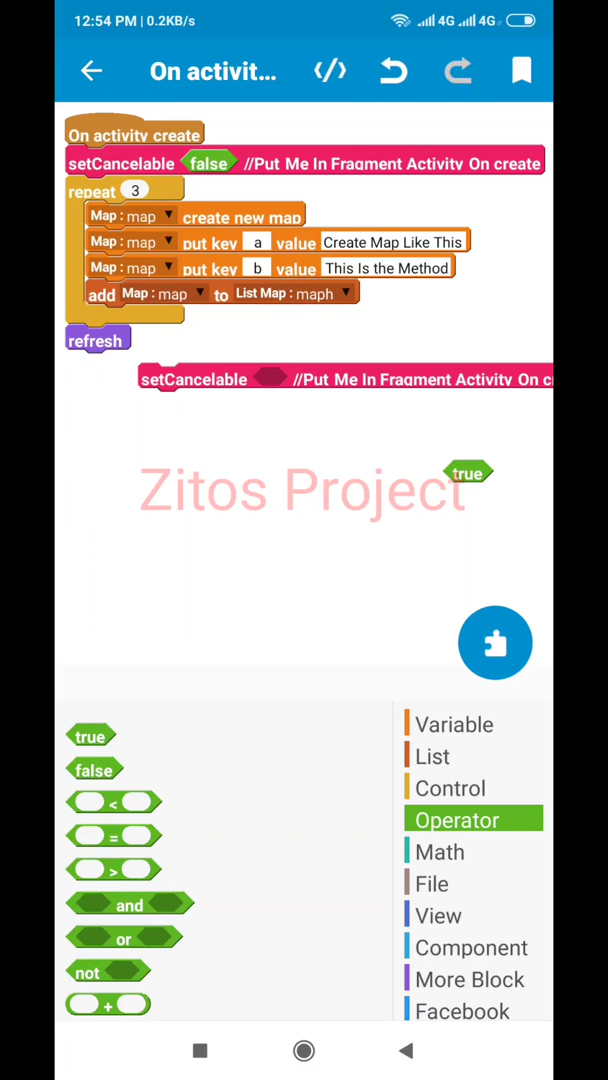 12:54 PM | 0.2KB/s 4G 4G
On activit...
On activity create
setCancelable false //Put Me In Fragment Activity On create
repeat 3
Map : map create new map
Map : map put key a value Create Map Like This
Map : map put key b value This Is the Method
add Map : map to List Map : maph
refresh
setCancelable //Put Me In Fragment Activity On c
true
Zitos Project
true
false
<
=
>
and
or
not
+
Variable
List
Control
Operator
Math
File
View
Component
More Block
Facebook